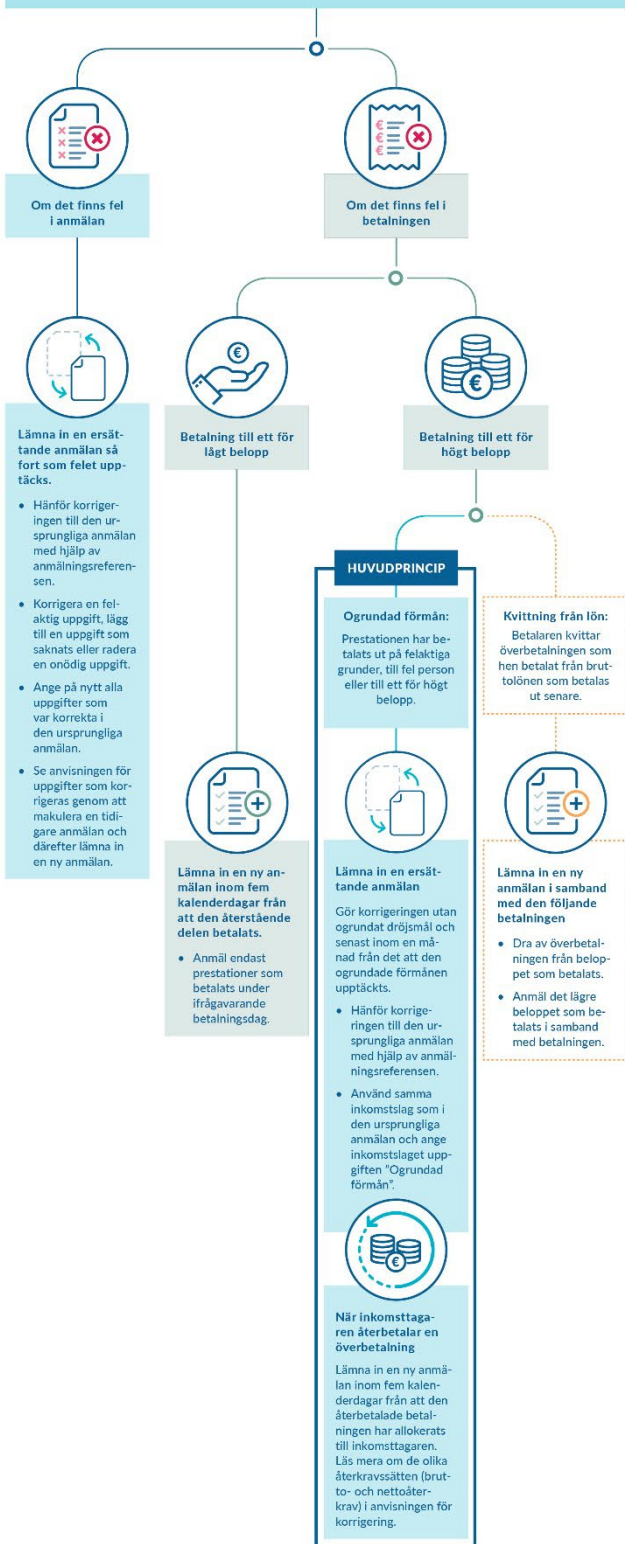 Om det finns fel
i anmälan
Om det finns fel i
betalningen
Lämna in en ersät-
tande anmälan så
fort som felet upp-
täcks.
• Hänför korriger-
ingen till den ur-
sprungliga anmälan
med hjälp av
anmälningsreferen-
sen.
• Korrigera en fel-
aktig uppgift, lägg
till en uppgift som
saknats eller radera
en onödig uppgift.
• Ange på nytt alla
uppgifter som
var korrekta i
den ursprungliga
anmälan.
• Se anvisningen för
uppgifter som kor-
rigeras genom att
makulera en tidi-
gare anmälan och
därefter lämna in
en ny anmälan.
Betalning till ett för
lågt belopp
Betalning till ett för
högt belopp
Lämna in en ny an-
mälan inom fem
kalenderdagar från
att den återstående
delen betalats.
• Anmäl endast
prestationer som
betalats under
ifrågavarande
betalningsdag.
HUVUDPRINCIP
Ogrundad förmån:
Prestationen har be-
talats ut på felaktiga
grunder, till fel person
eller till ett för högt
belopp.
Lämna in en ersät-
tande anmälan
Gör korrigeringen utan
ogrundat dröjsmål och
senast inom en må-
nad från det att den
ogrundade förmånen
upptäckts.
• Hänför korrige-
ringen till den ur-
sprungliga anmälan
med hjälp av anmäl-
ningsreferensen.
• Använd samma
inkomstslag som i
den ursprungliga
anmälan och ange
inkomstslaget upp-
giften ”Ogrundad
förmån”.
När inkomsttaga-
ren återbetalar en
överbetalning
Lämna in en ny anmä-
lan inom fem kalen-
derdagar från att den
återbetalade betal-
ningen har allokerats
till inkomsttagaren.
Läs mera om de olika
återkravssätten (brut-
to- och nettoåter-
krav) i anvisningen för
korrigering.
Kvittning från lön:
Betalaren kvittar
överbetalningen som
hen betalat från brut-
tolönen som betalas
ut senare.
Lämna in en ny
anmälan i samband
med den följande
betalningen
• Dra av överbetal-
ningen från belop-
pet som betalats.
• Anmäl det lägre
beloppet som be-
talats i samband
med betalningen.